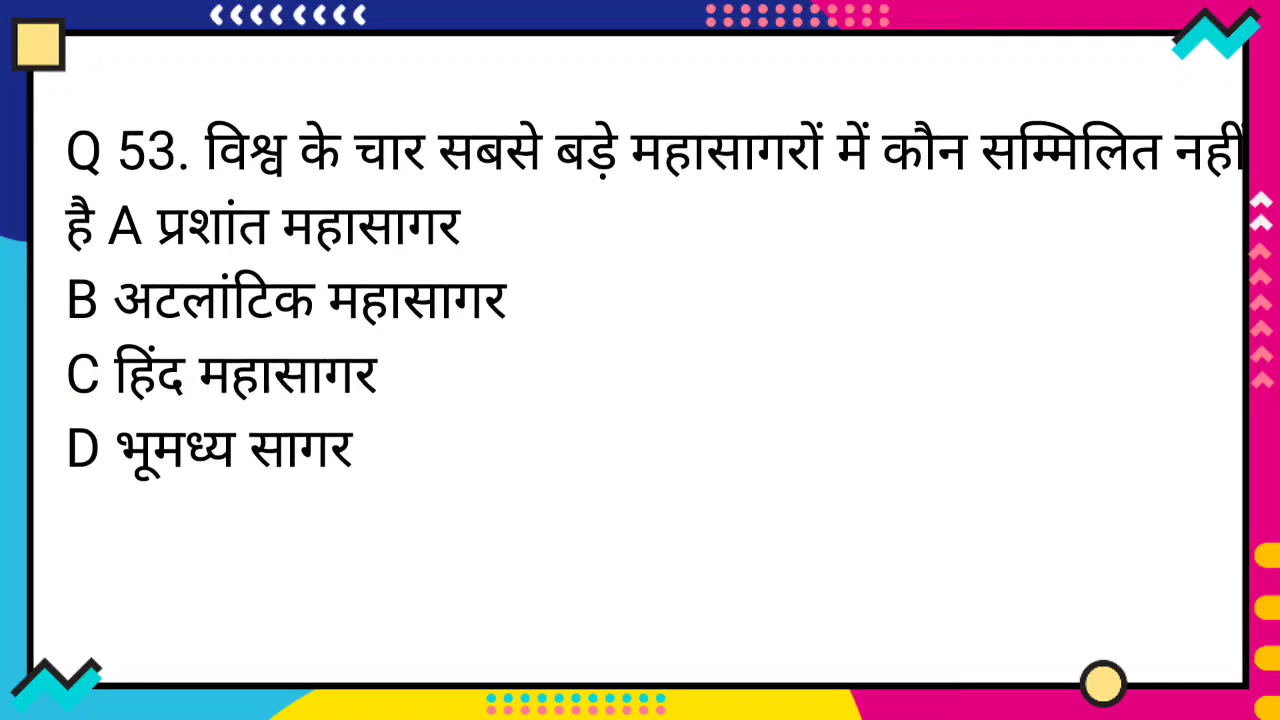 Q 53. विश्व के चार सबसे बड़े महासागरों में कौन सम्मिलित नहीं
है A प्रशांत महासागर
B अटलांटिक महासागर
C हिंद महासागर
D भूमध्य सागर